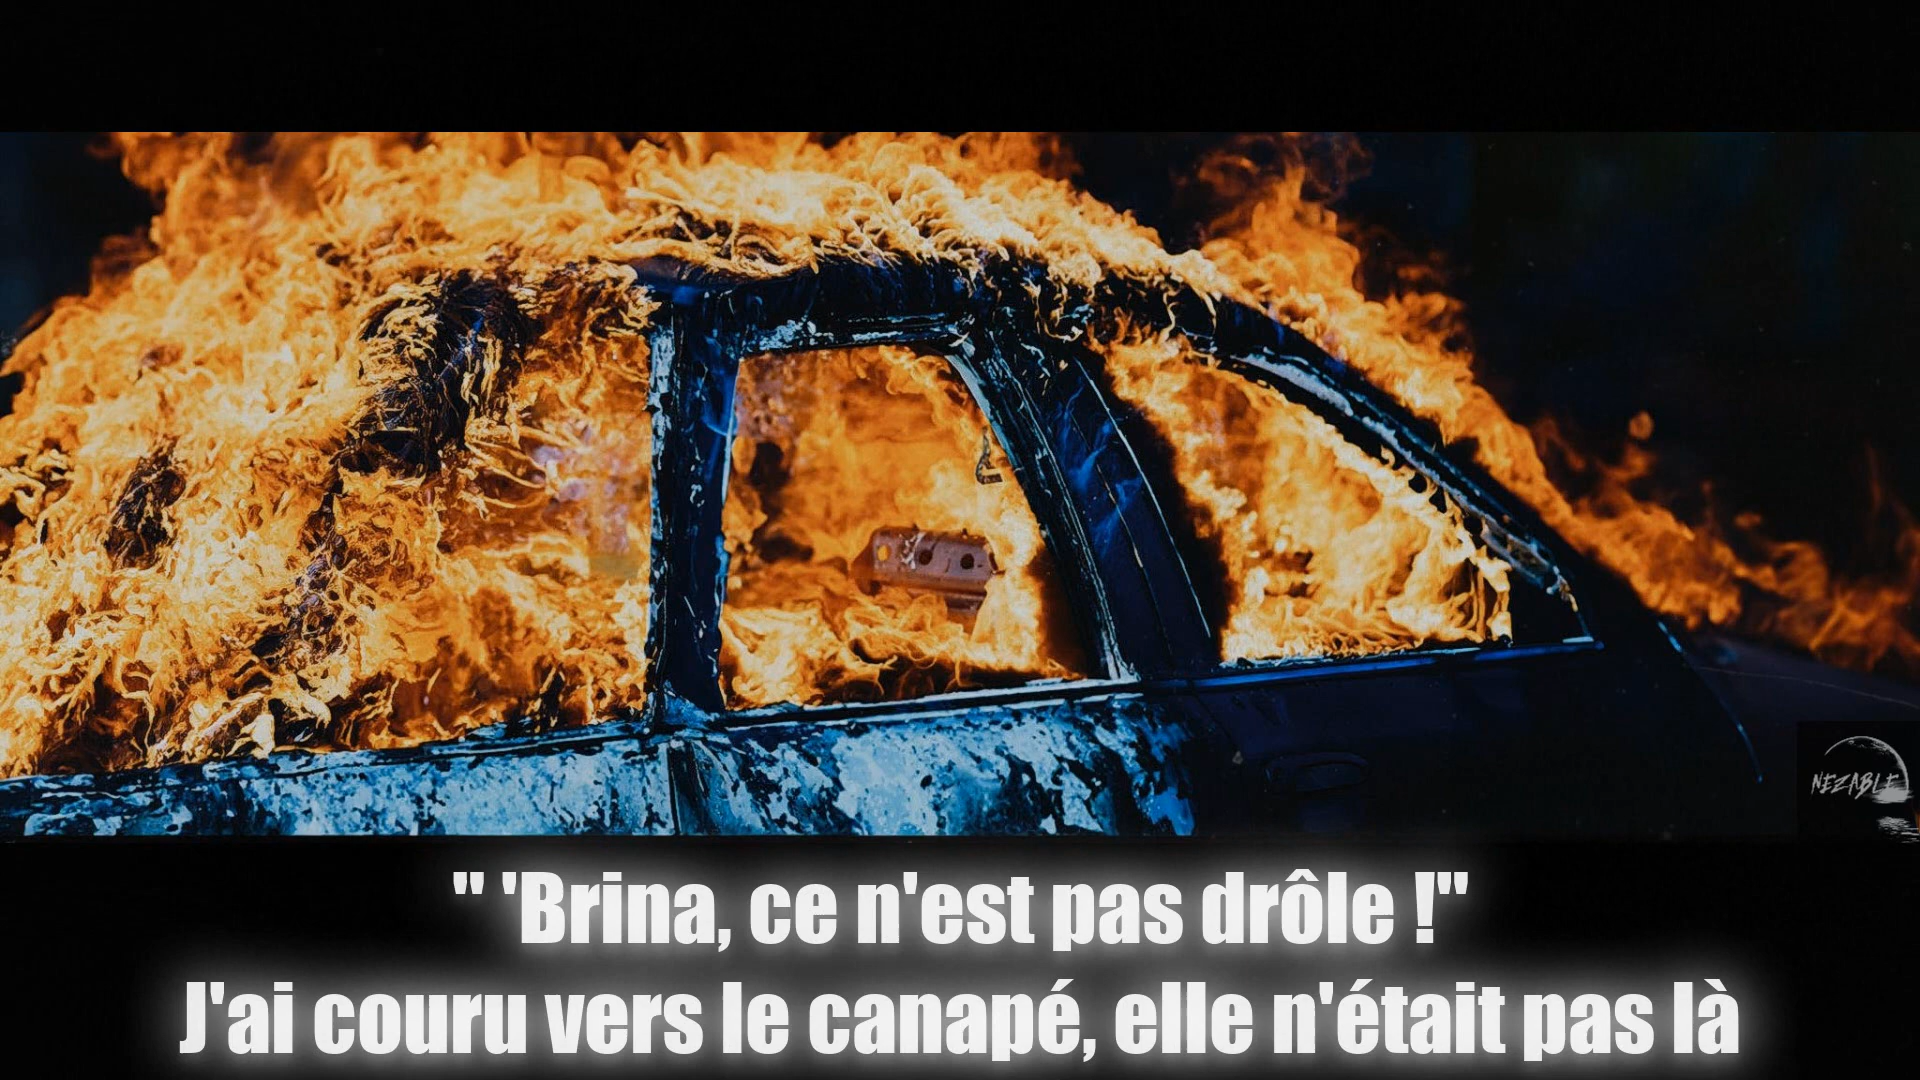 NEZABLE
" 'Brina, ce n'est pas drôle !"
J'ai couru vers le canapé, elle n'était pas là